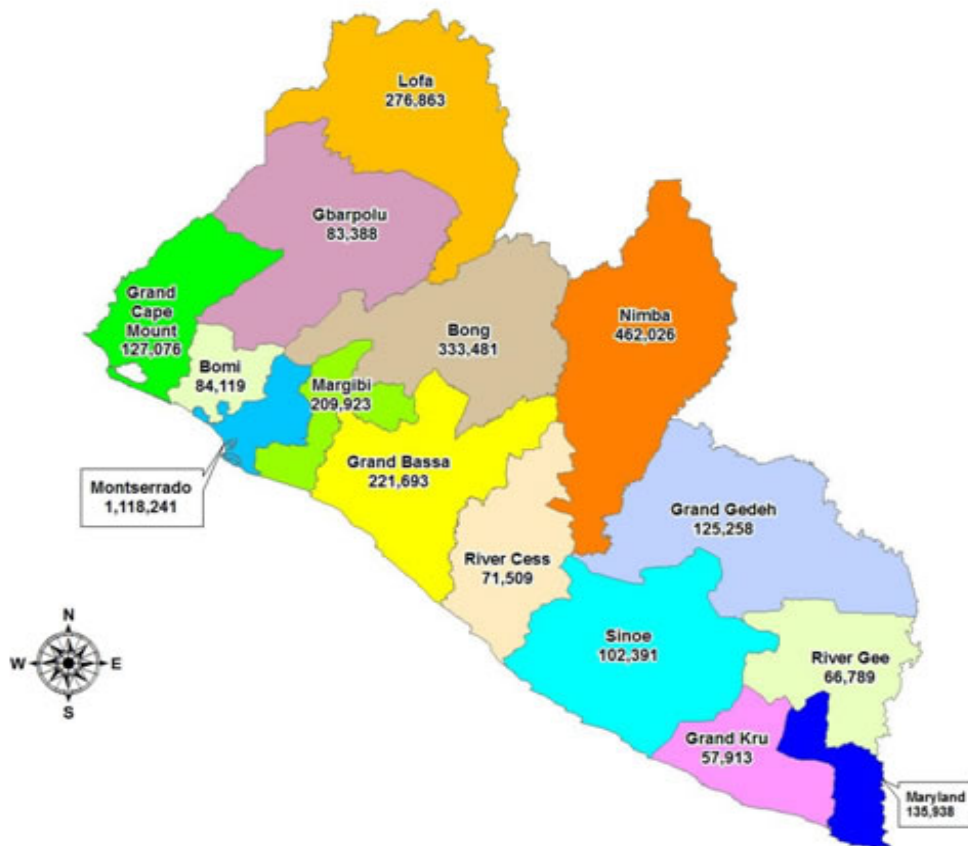 Lofa
276,863
Gbarpolu
83,388
Grand
Cape
Mount
127,076
Bomi
84,119
Bong
333,481
Nimba
462,026
Margibi
209,923
Montserrado
1,118,241
Grand Bassa
221,693
Grand Gedeh
125,258
River Cess
71,509
Sinoe
102,391
River Gee
66,789
Grand Kru
57,913
Maryland
135,938
N
W
E
S